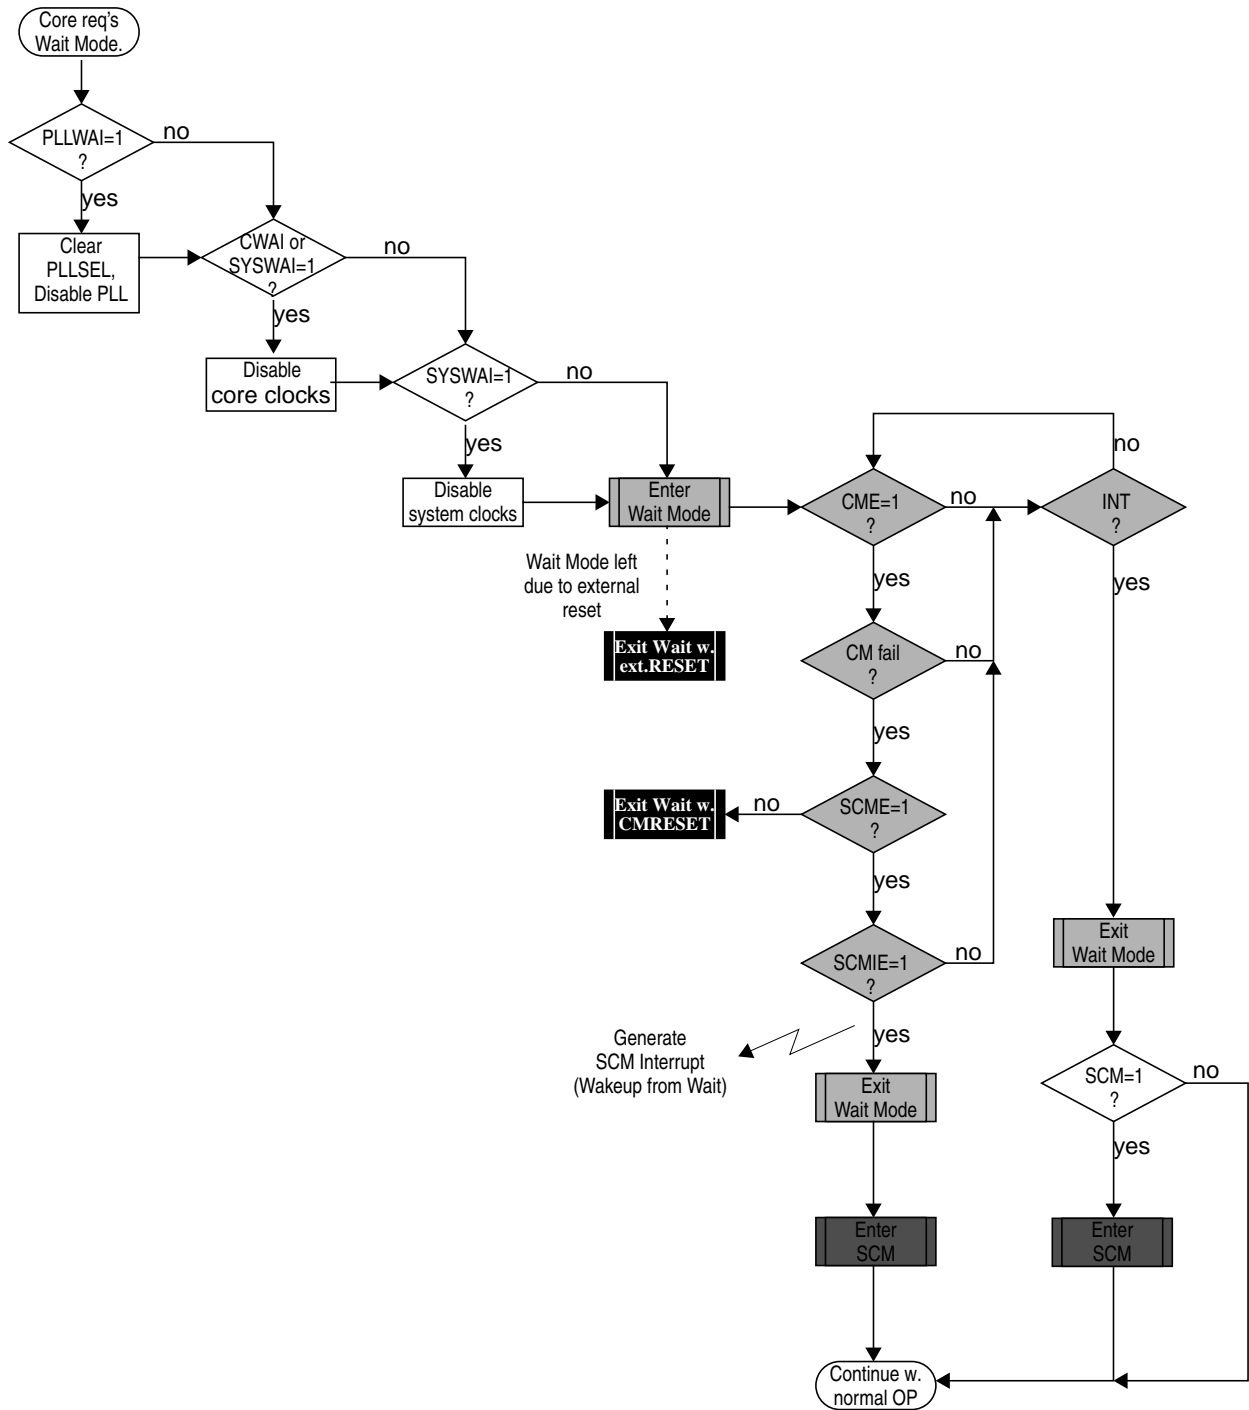 Core req's
Wait Mode.
PLLWAI=1
?
no
yes
Clear
PLLSEL,
Disable PLL
CWAI or
SYSWAI=1
?
no
yes
Disable
core clocks
SYSWAI=1
?
no
yes
Disable
system clocks
Enter
Wait Mode
Wait Mode left
due to external
reset
Exit Wait w.
ext.RESET
CME=1
?
no
yes
INT
?
no
yes
CM fail
?
no
yes
SCME=1
?
no
yes
Exit Wait w.
CMRESET
SCMIE=1
?
no
yes
Generate
SCM Interrupt
(Wakeup from Wait)
Exit
Wait Mode
Enter
SCM
Exit
Wait Mode
SCM=1
?
no
yes
Enter
SCM
Continue w.
normal OP